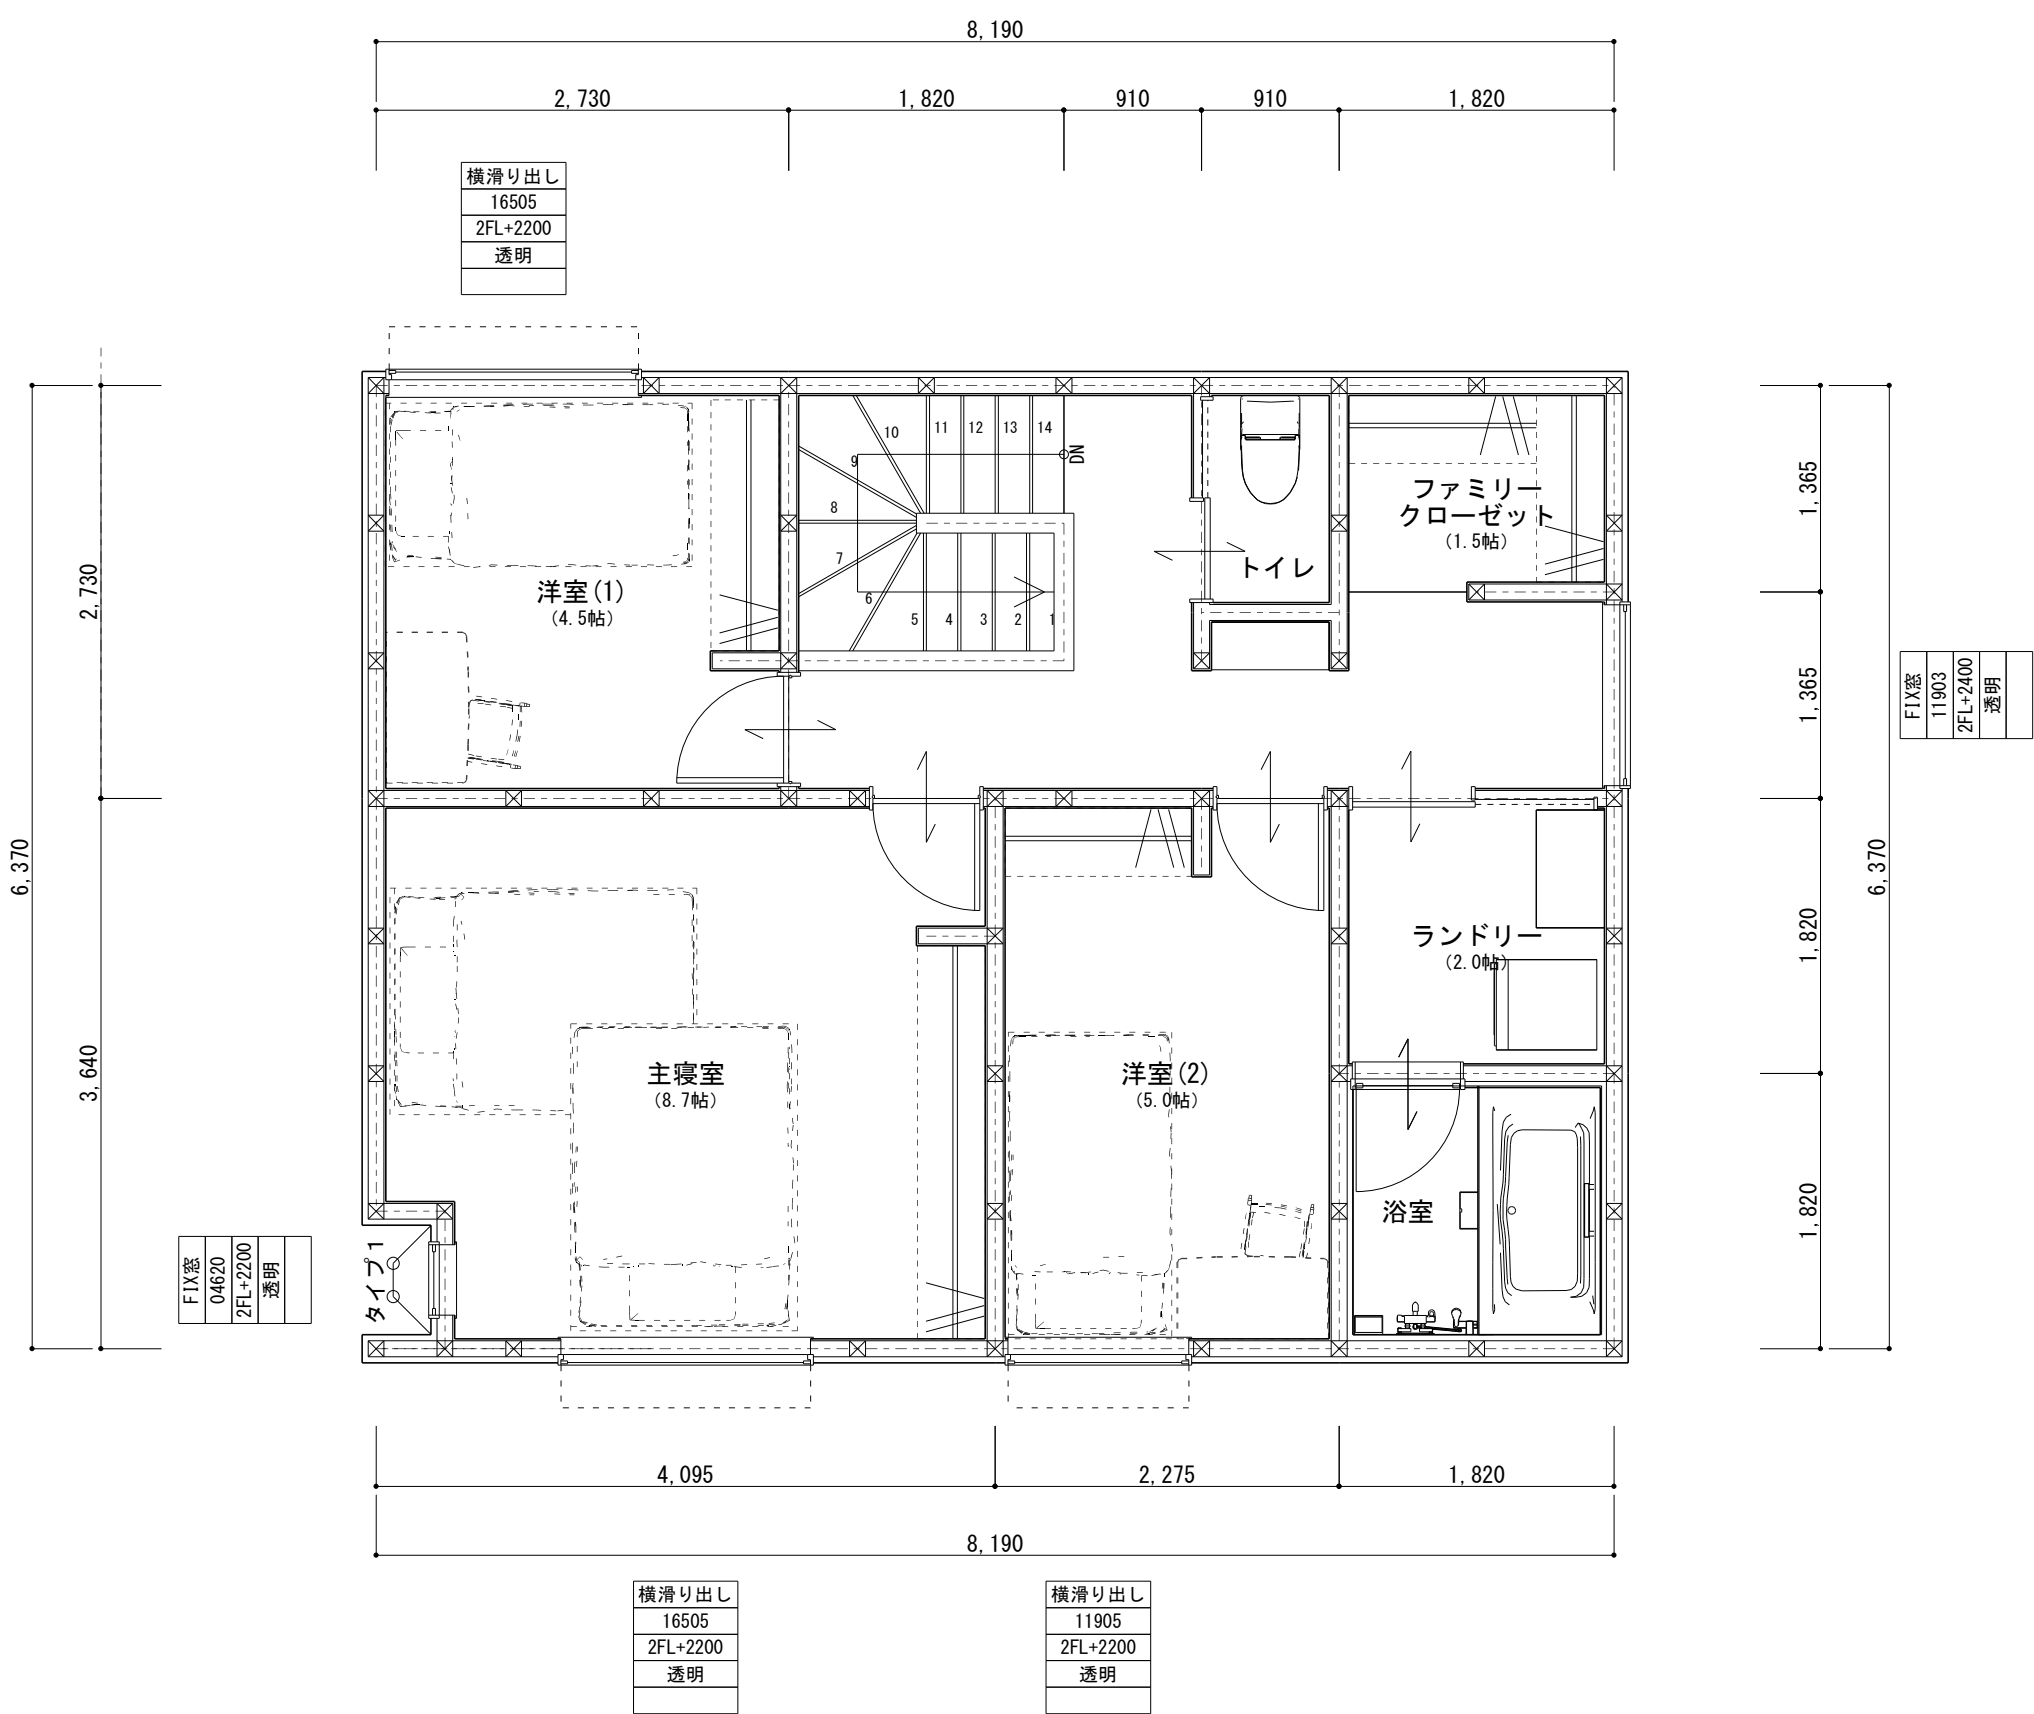 8,190
2,730
1,820
910
910
1,820
横滑り出し
16505
2FL+2200
透明
10
11
12
13
14
DN
9
8
7
6
5
4
3
2
1
洋室(1)
(4.5帖)
トイレ
ファミリー
クローゼット
(1.5帖)
2,730
3,640
6,370
1,365
1,365
1,820
1,820
6,370
FIX窓
11903
2FL+2400
透明
主寝室
(8.7帖)
洋室(2)
(5.0帖)
ランドリー
(2.0帖)
浴室
タイプ1
FIX窓
04620
2FL+2200
透明
4,095
2,275
1,820
8,190
横滑り出し
16505
2FL+2200
透明
横滑り出し
11905
2FL+2200
透明